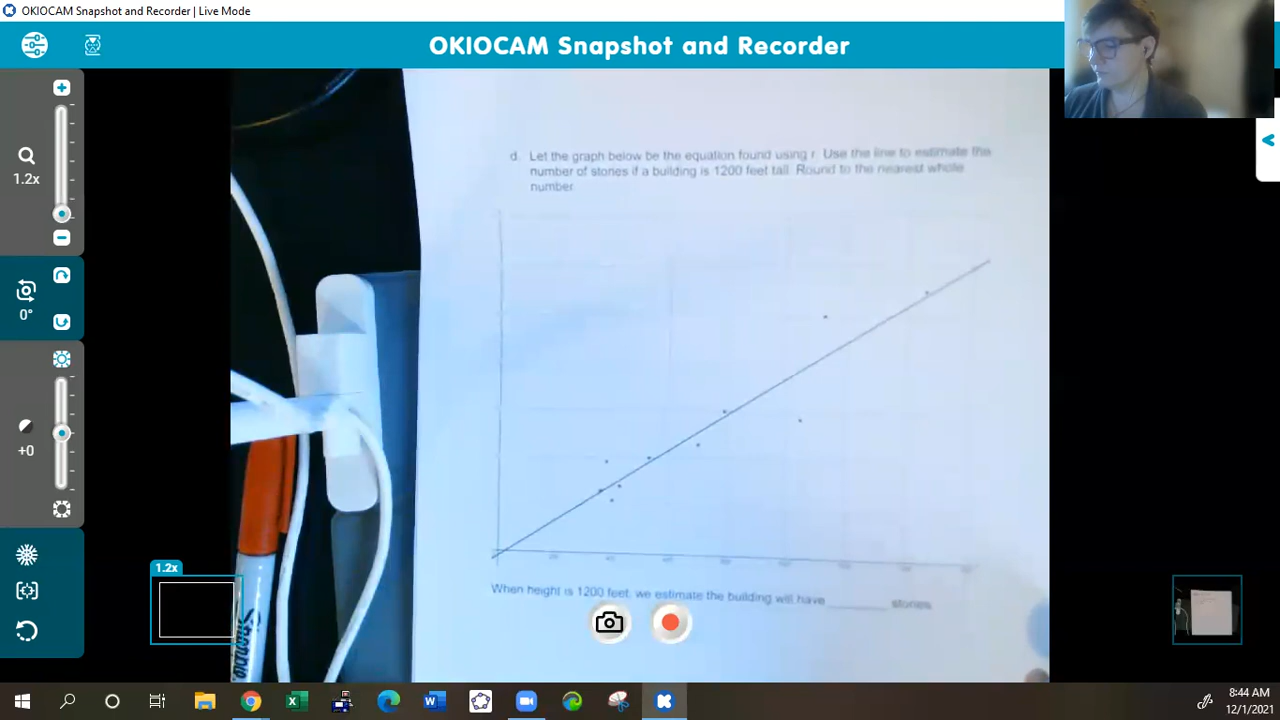 OKIOCAM Snapshot and Recorder | Live Mode
OKIOCAM Snapshot and Recorder
1.2x
0°
+0
1.2x
d. Let the graph below be the equation found using r. Use the line to estimate the
number of stories if a building is 1200 feet tall. Round to the nearest whole
number.
When height is 1200 feet, we estimate the building will have ________ stories.
8:44 AM
12/1/2021